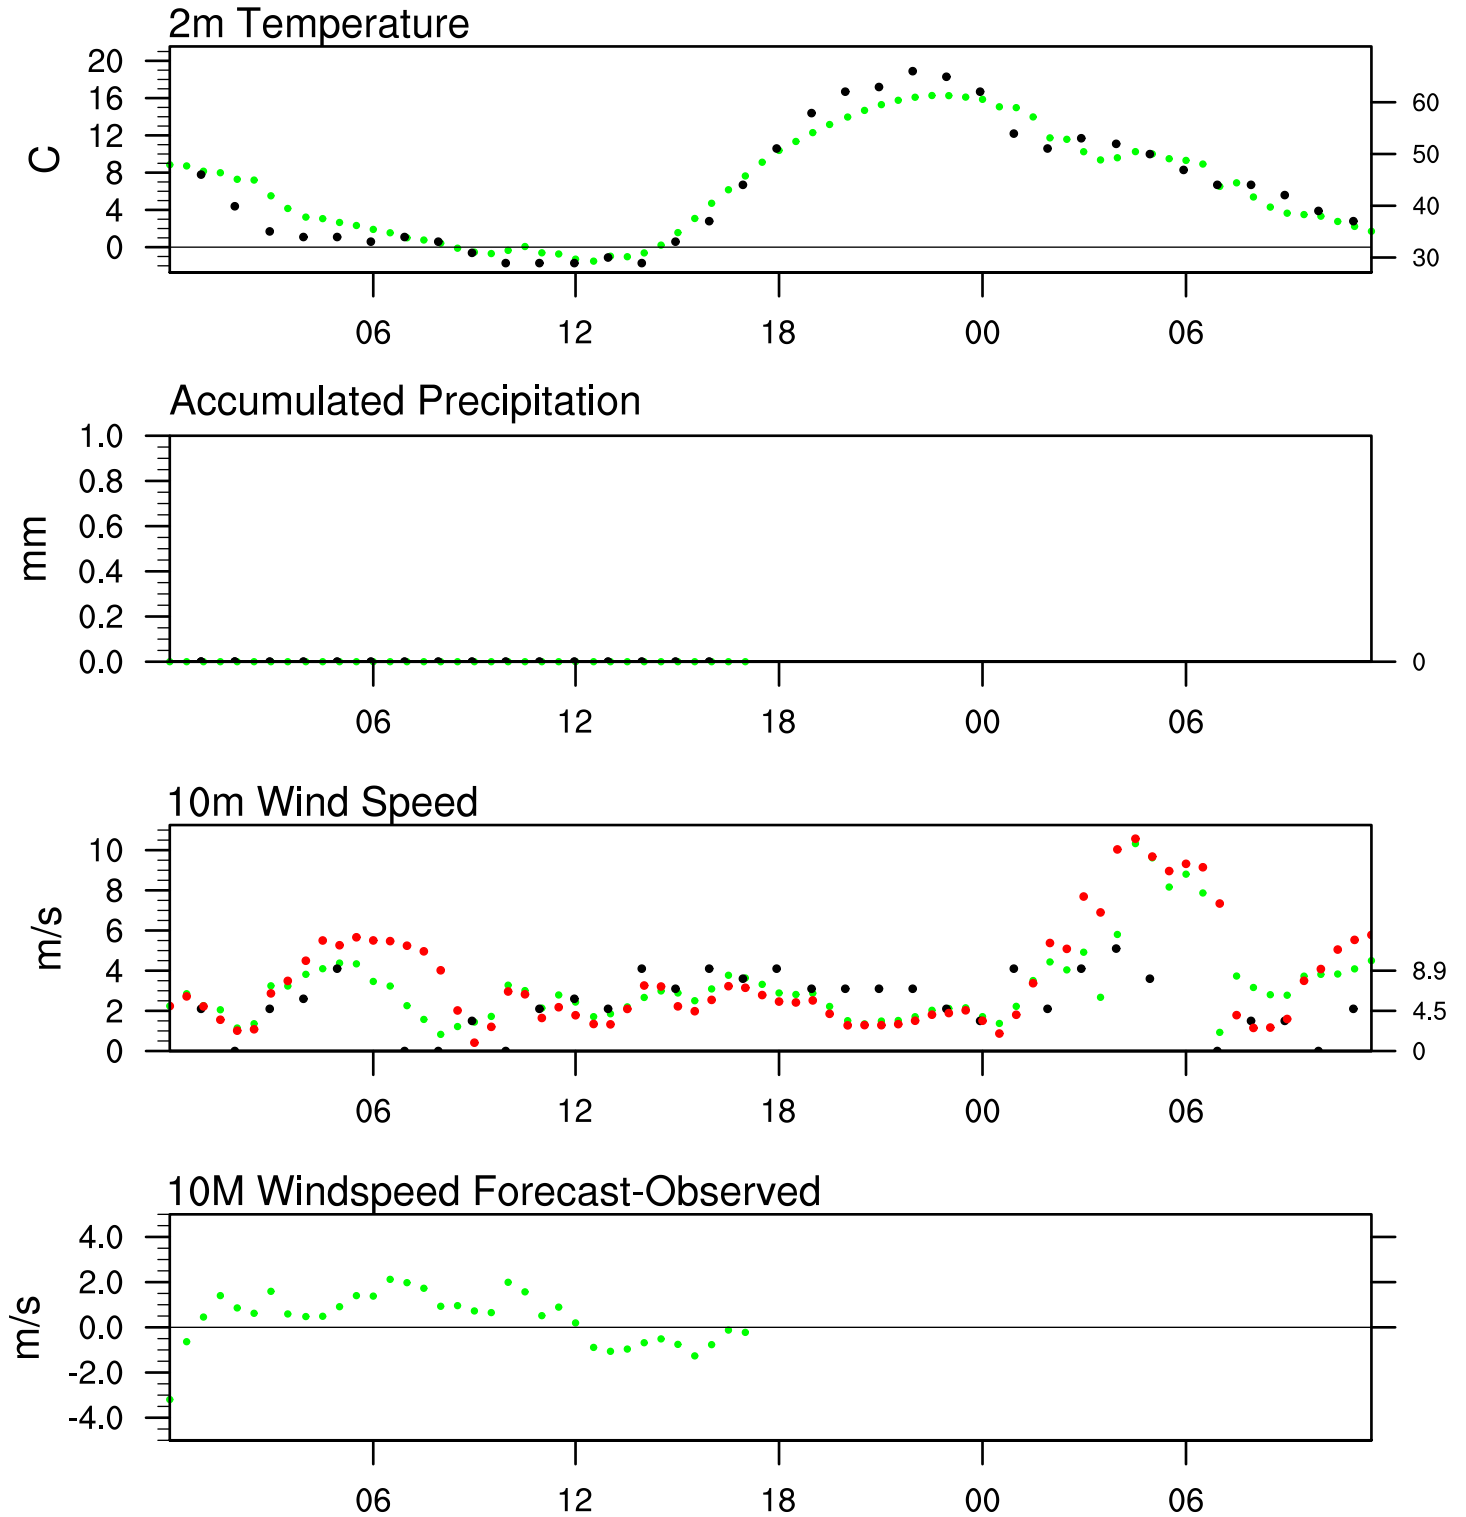 2m Temperature
20
16
12
8
4
0
C
60
50
40
30
06 12 18 00 06
Accumulated Precipitation
1.0
0.8
0.6
0.4
0.2
0.0
mm
0
06 12 18 00 06
10m Wind Speed
10
8
6
4
2
0
m/s
8.9
4.5
0
06 12 18 00 06
10M Windspeed Forecast-Observed
4.0
2.0
0.0
-2.0
-4.0
m/s
06 12 18 00 06